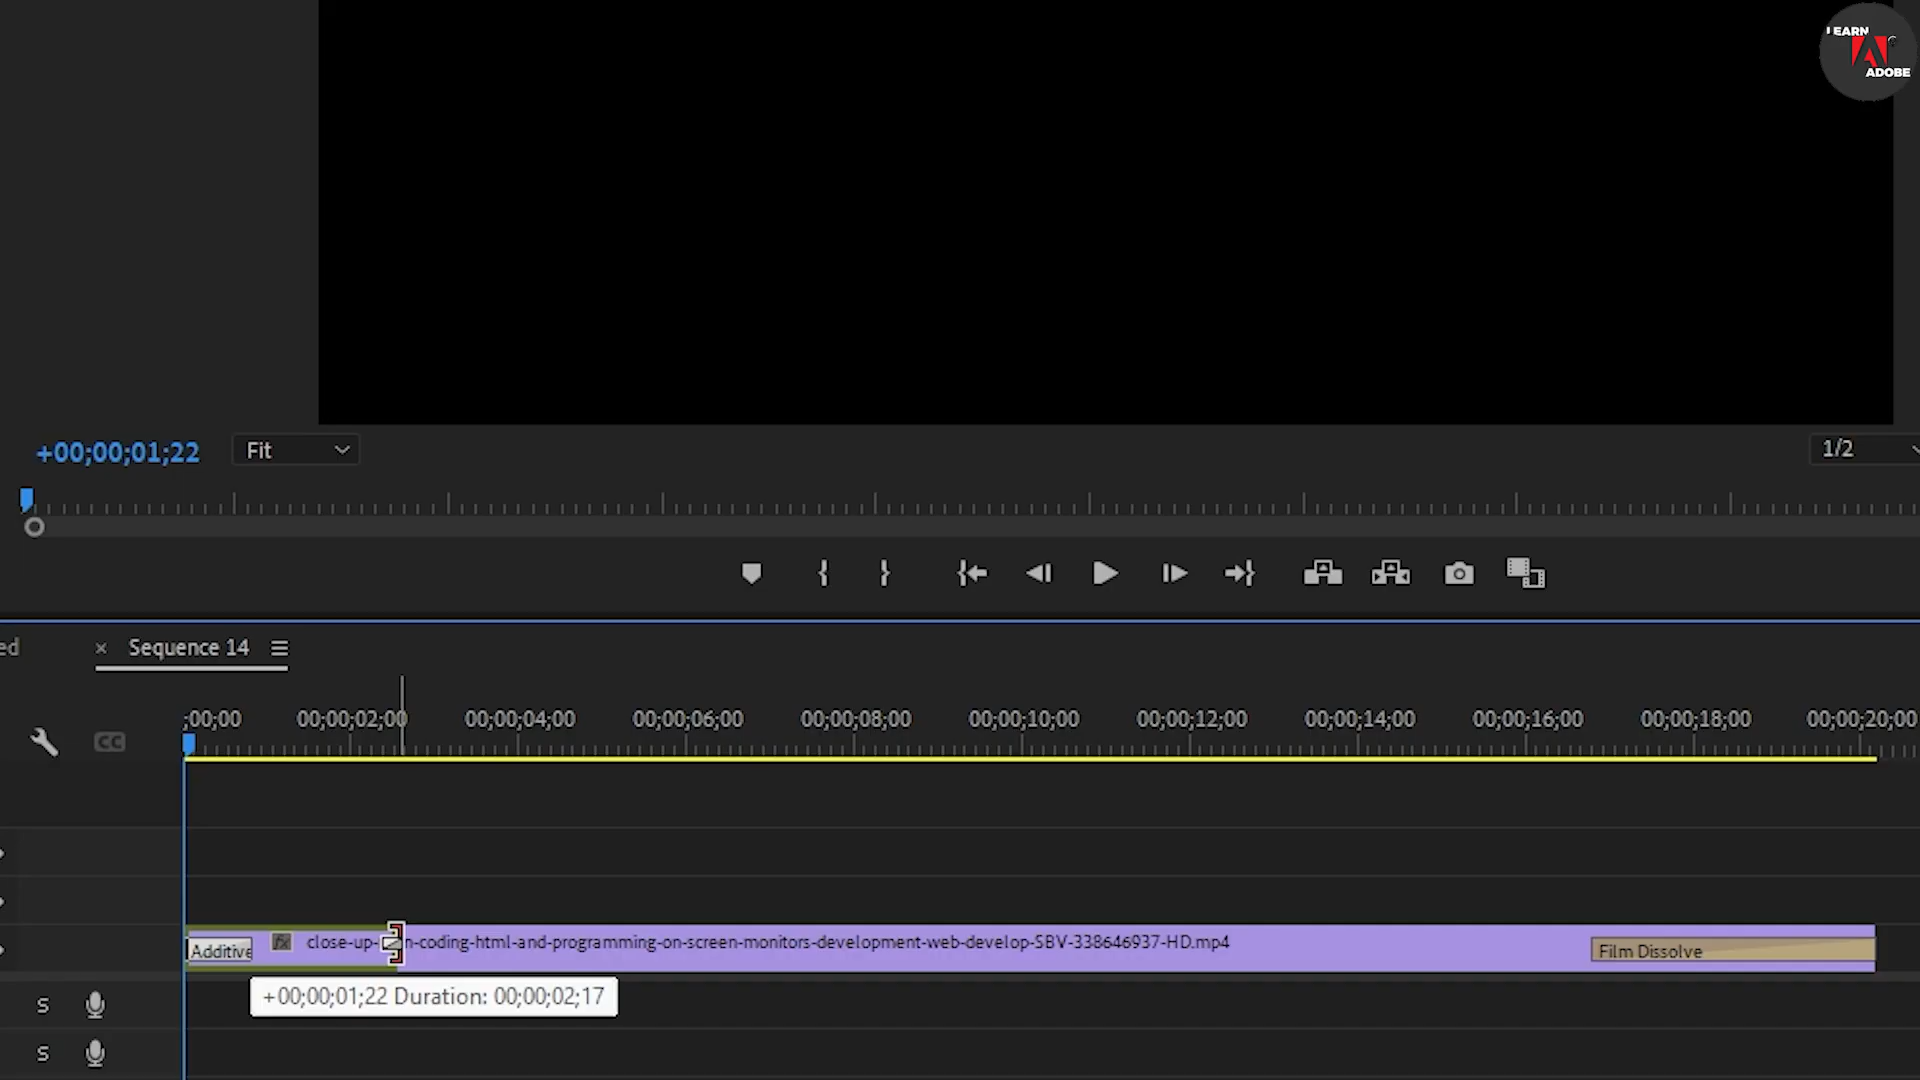 LEARN
ADOBE
+00;00;01;22 Fit 1/2
ed × Sequence 14
;00;00 00;00;02;00 00;00;04;00 00;00;06;00 00;00;08;00 00;00;10;00 00;00;12;00 00;00;14;00 00;00;16;00 00;00;18;00 00;00;20;00
CC
Additive fx close-up- n-coding-html-and-programming-on-screen-monitors-development-web-develop-SBV-338646937-HD.mp4 Film Dissolve
+00;00;01;22 Duration: 00;00;02;17
S
S